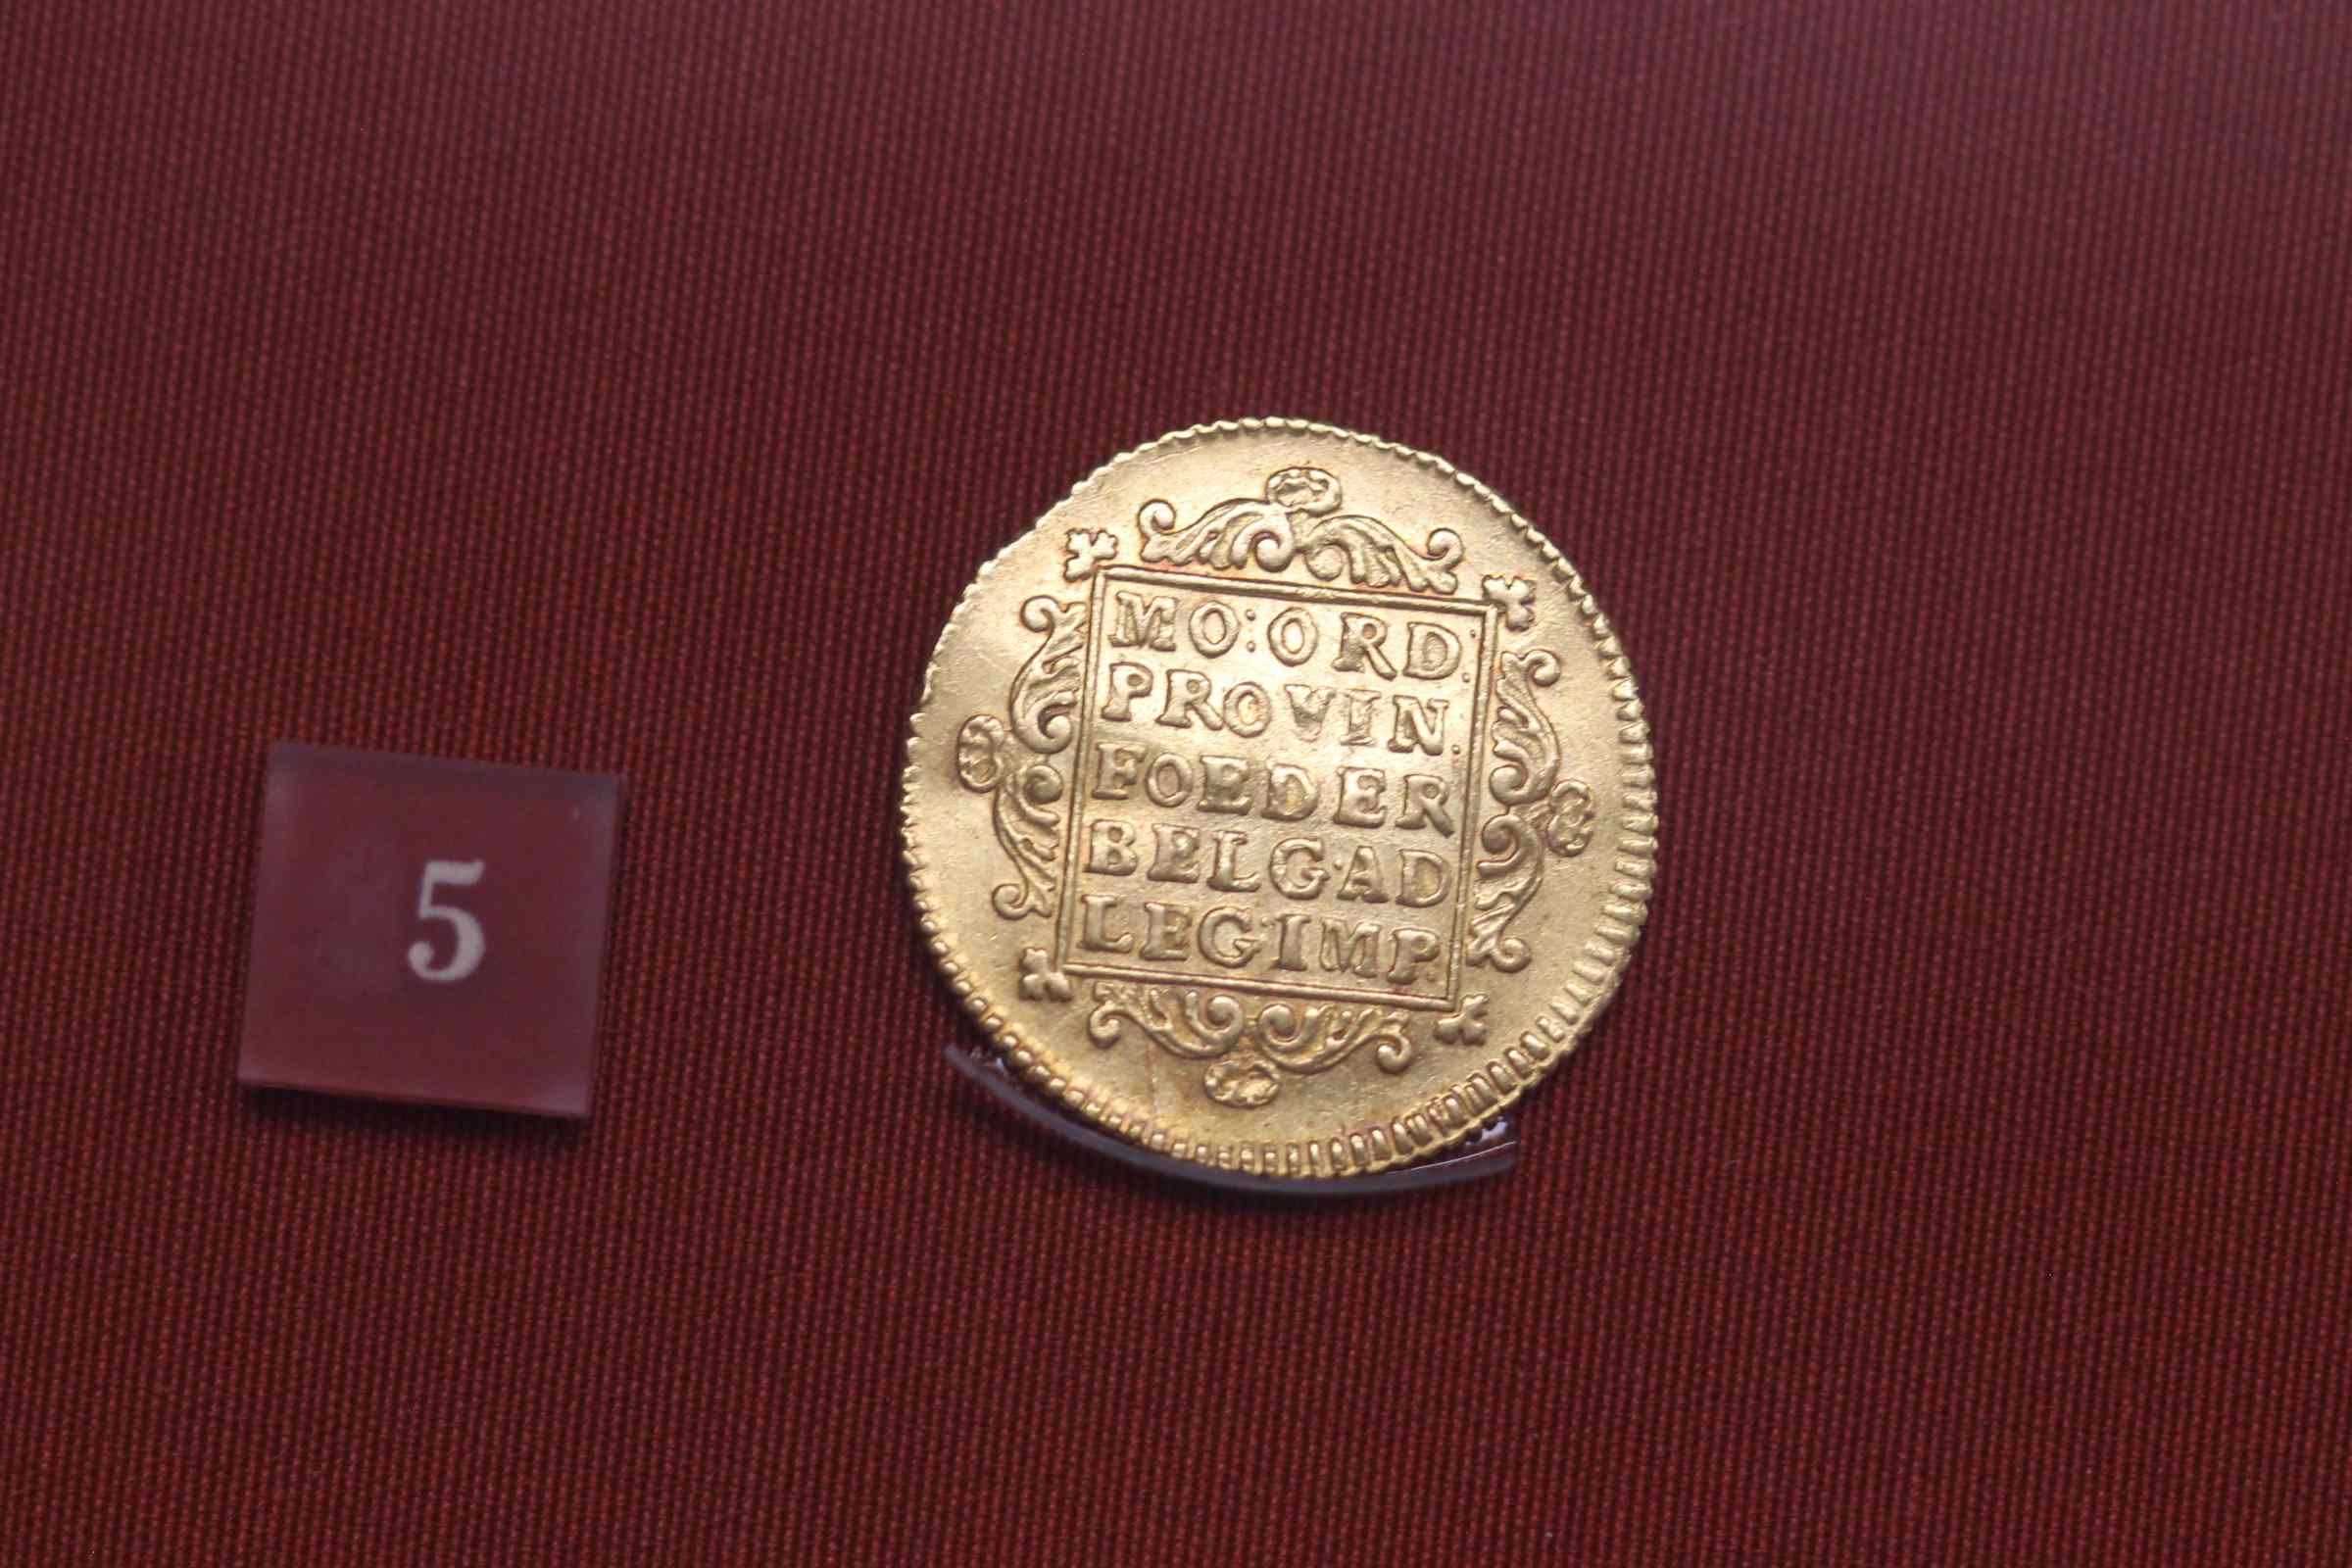 5
MO:ORD:
PROVIN.
FOEDER
BELG·AD
LEG·IMP.